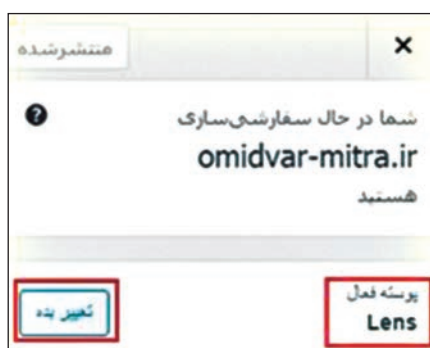 منتشرشده
شما در حال سفارشی‌سازی
omidvar-mitra.ir
هستید
پوسته فعال
Lens
تغییر بده